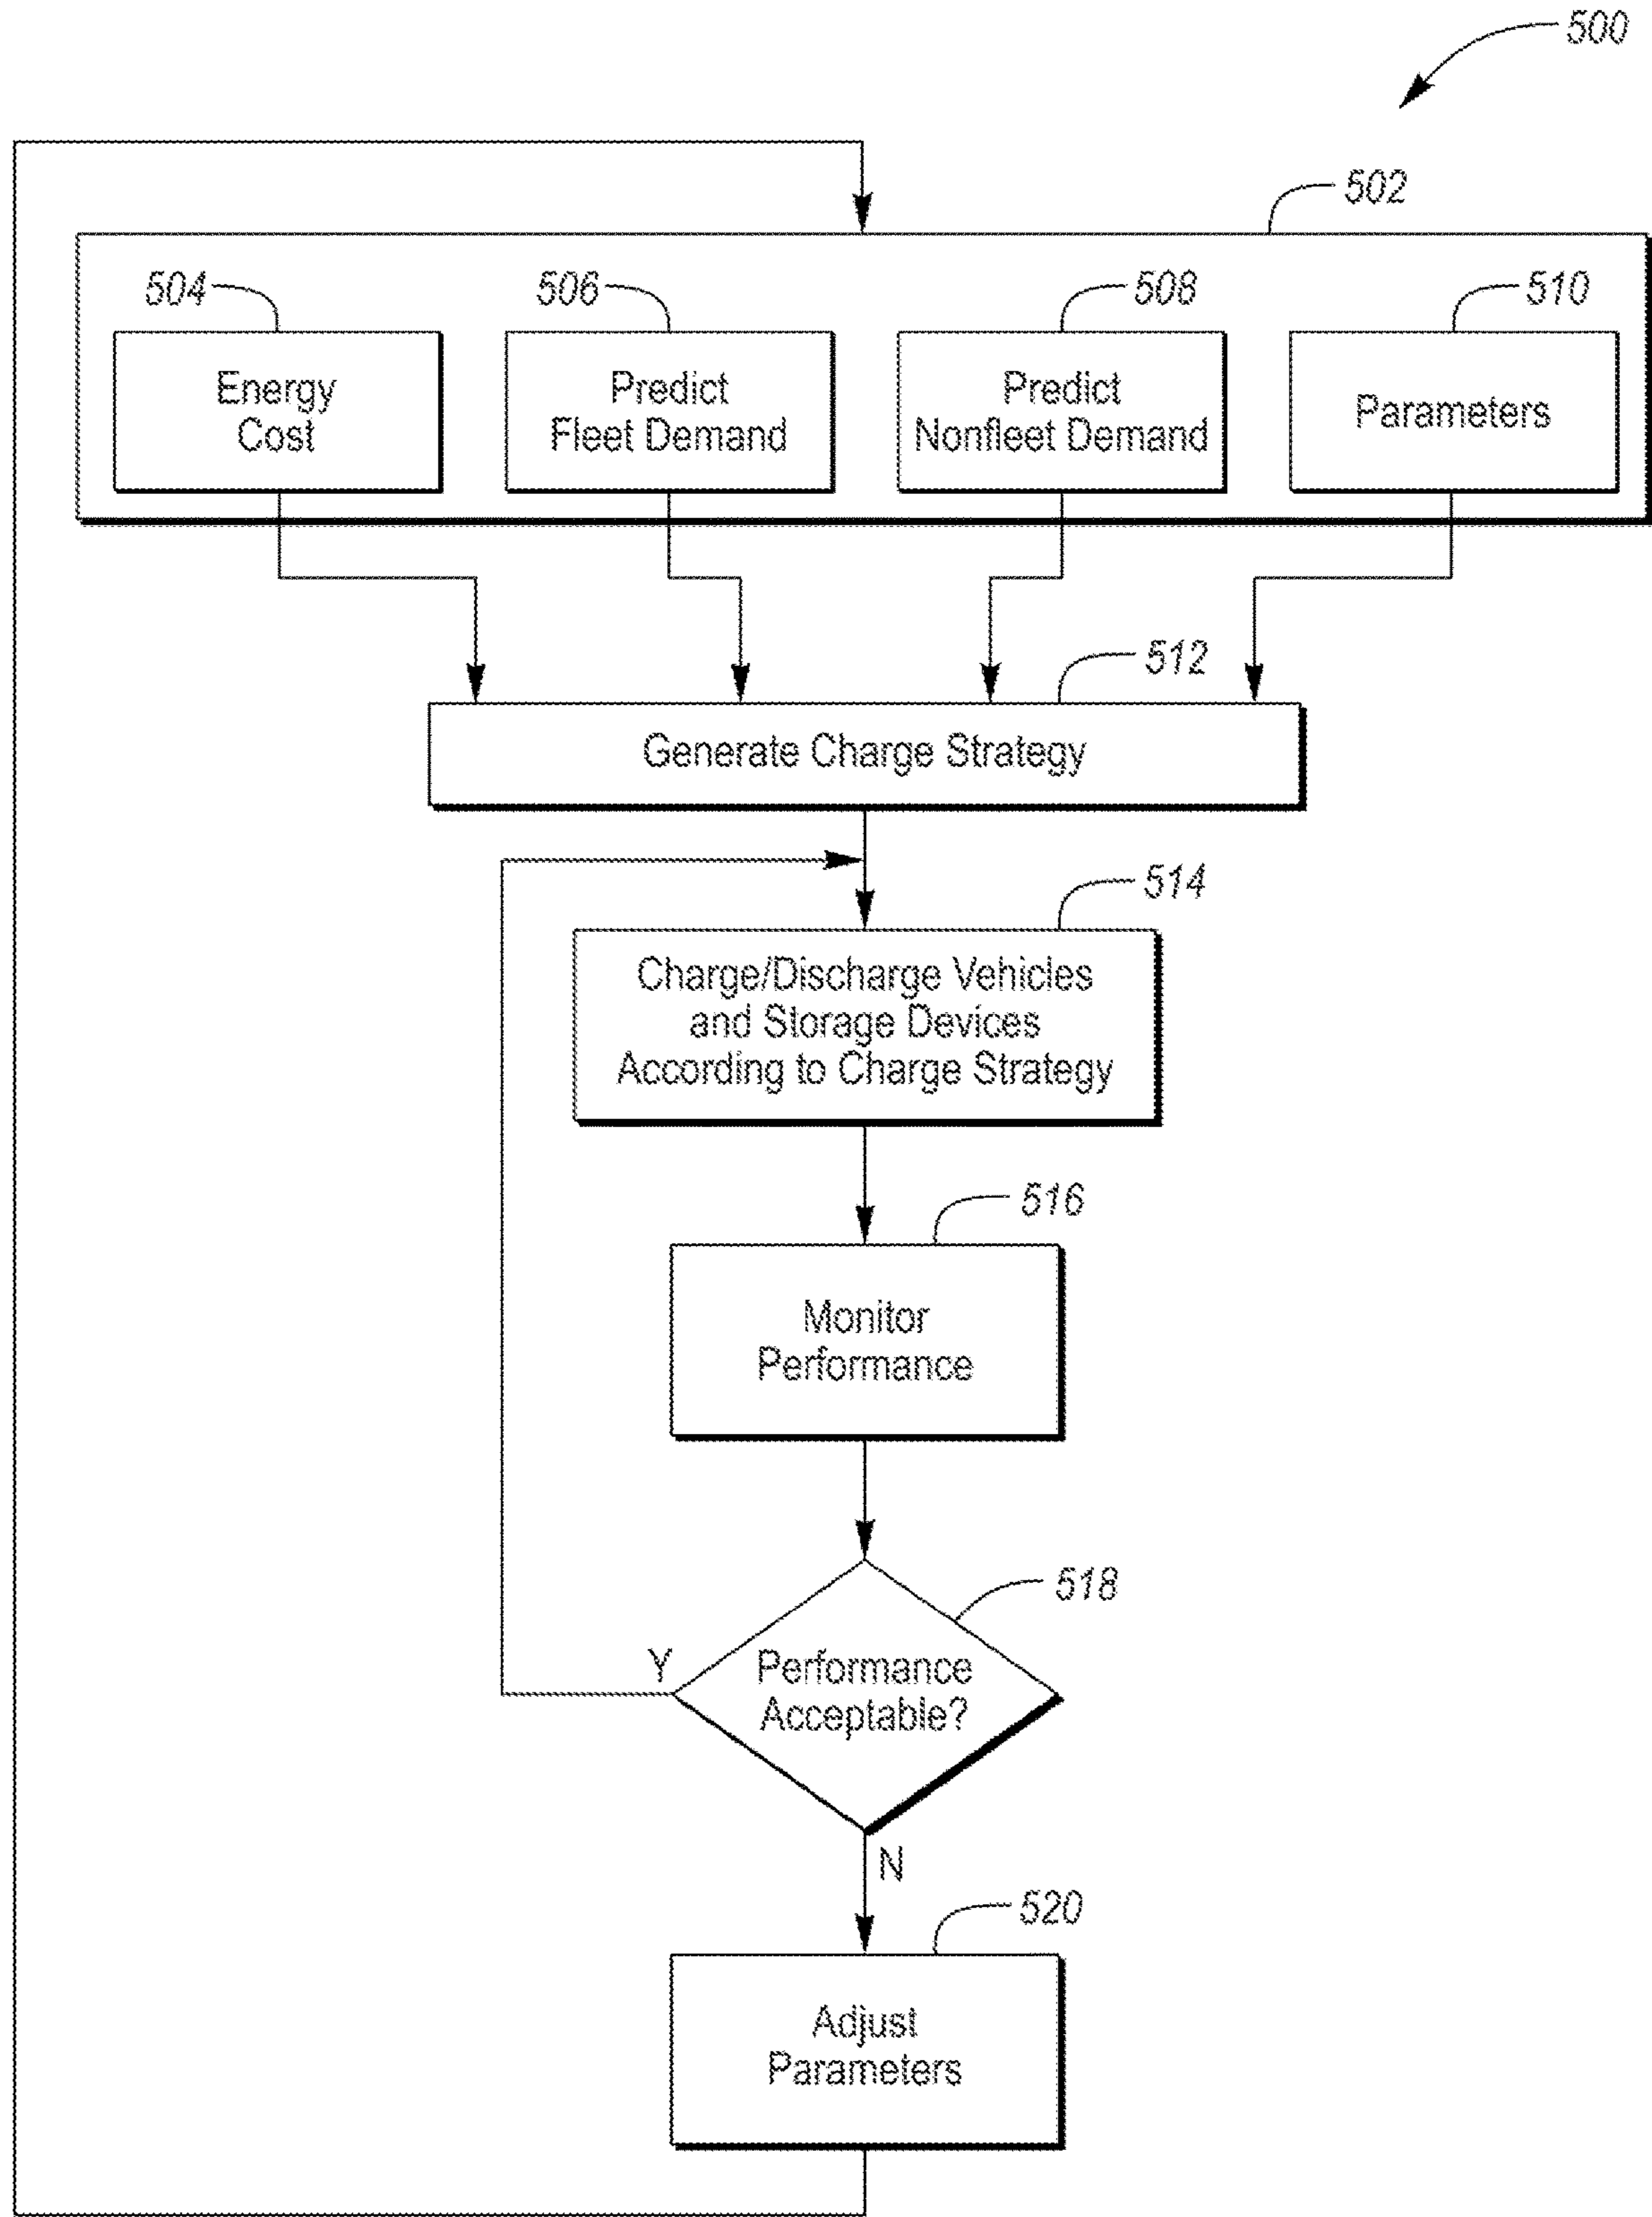 500
502
504
506
508
510
Energy
Cost
Predict
Fleet Demand
Predict
Nonfleet Demand
Parameters
512
Generate Charge Strategy
514
Charge/Discharge Vehicles
and Storage Devices
According to Charge Strategy
516
Monitor
Performance
518
Y
Performance
Acceptable?
N
520
Adjust
Parameters